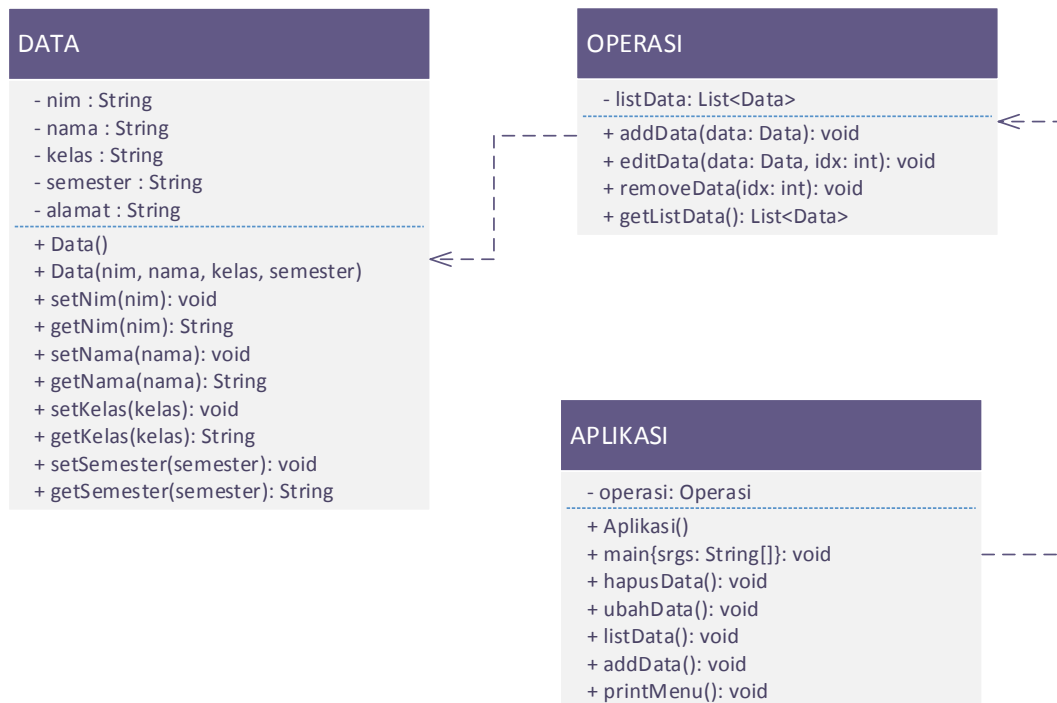 DATA
- nim : String
- nama : String
- kelas : String
- semester : String
- alamat : String
+ Data()
+ Data(nim, nama, kelas, semester)
+ setNim(nim): void
+ getNim(nim): String
+ setNama(nama): void
+ getNama(nama): String
+ setKelas(kelas): void
+ getKelas(kelas): String
+ setSemester(semester): void
+ getSemester(semester): String
OPERASI
- listData: List<Data>
+ addData(data: Data): void
+ editData(data: Data, idx: int): void
+ removeData(idx: int): void
+ getListData(): List<Data>
APLIKASI
- operasi: Operasi
+ Aplikasi()
+ main{srgs: String[]}: void
+ hapusData(): void
+ ubahData(): void
+ listData(): void
+ addData(): void
+ printMenu(): void